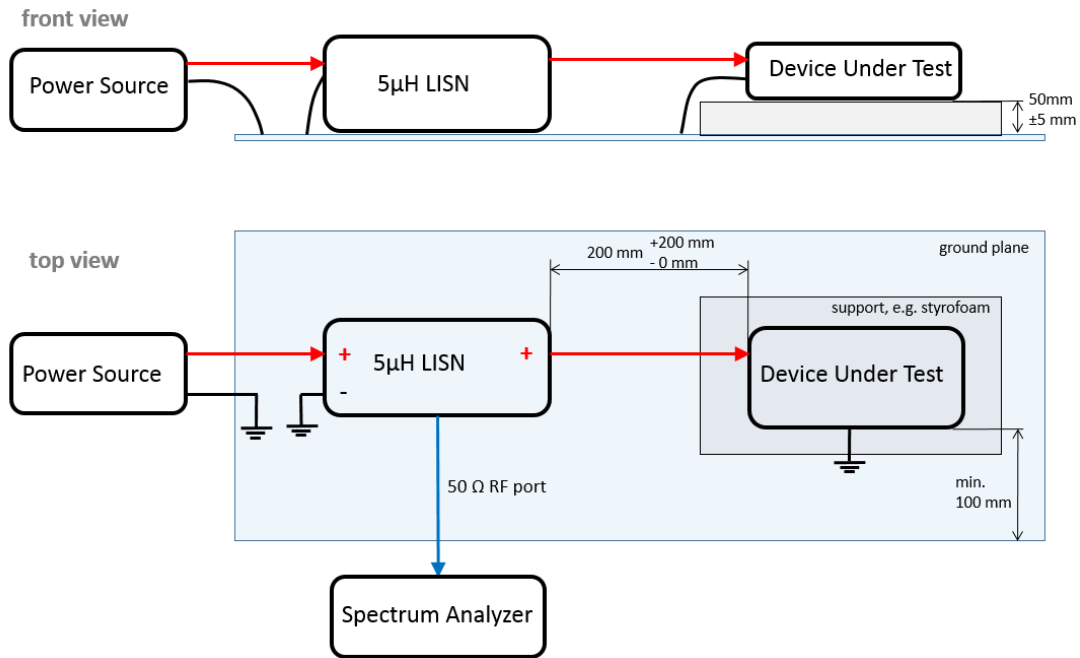 front view
Power Source
5µH LISN
Device Under Test
50mm
±5 mm
top view
ground plane
200 mm +200 mm
- 0 mm
support, e.g. styrofoam
Power Source
+
5µH LISN
+
-
Device Under Test
50 Ω RF port
min.
100 mm
Spectrum Analyzer